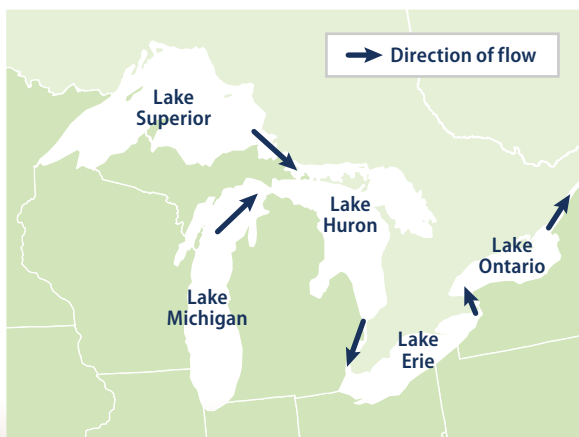 Direction of flow
Lake
Superior
Lake
Huron
Lake
Ontario
Lake
Michigan
Lake
Erie